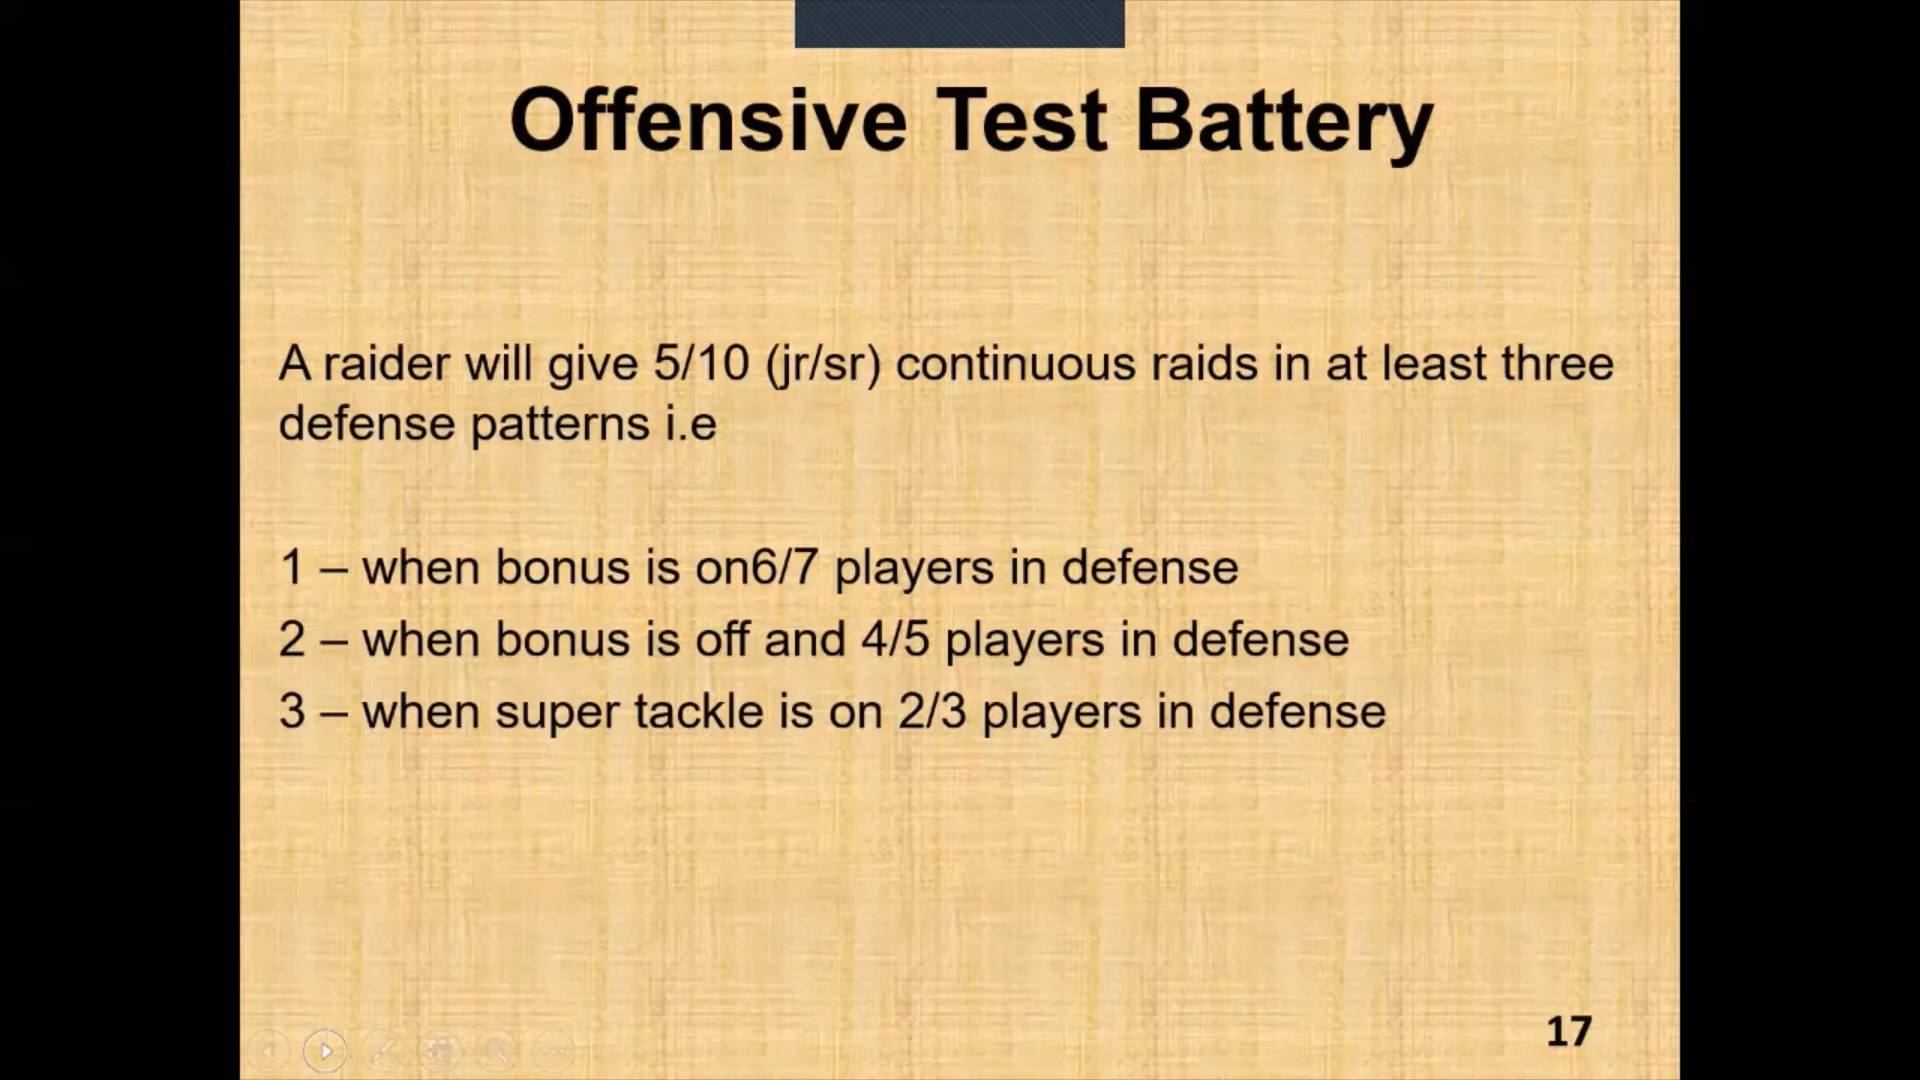 Offensive Test Battery
A raider will give 5/10 (jr/sr) continuous raids in at least three
defense patterns i.e
1 – when bonus is on6/7 players in defense
2 – when bonus is off and 4/5 players in defense
3 – when super tackle is on 2/3 players in defense
17